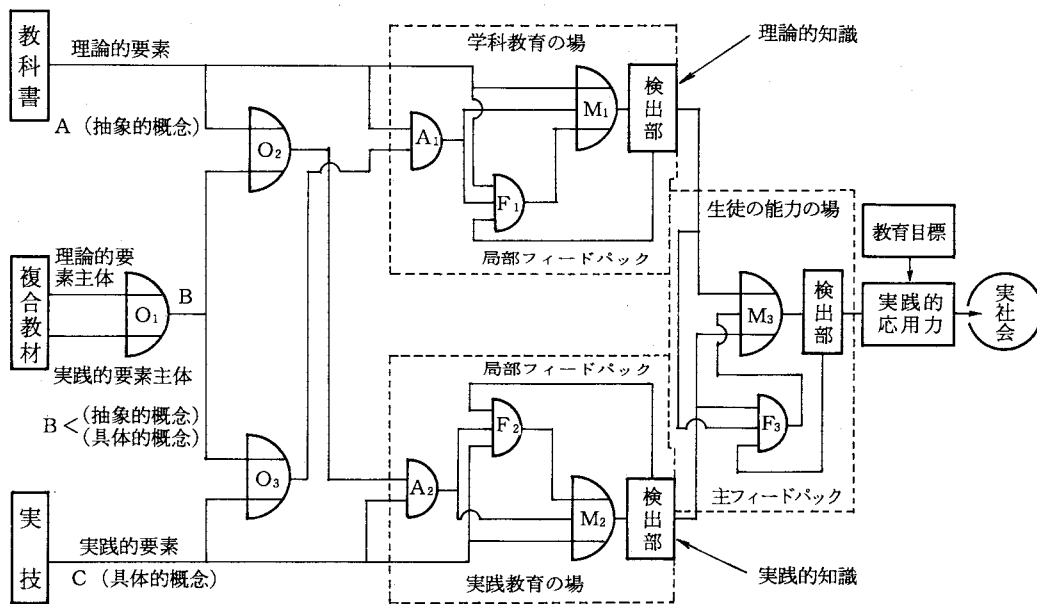 教科書
理論的要素
A(抽象的概念)
O₂
学科教育の場
A₁
F₁
M₁
検出部
理論的知識
局部フィードバック
複合教材
理論的要
素主体
O₁
B
実践的要素主体
B<(抽象的概念)
(具体的概念)
O₃
生徒の能力の場
M₃
検出部
F₃
主フィードバック
教育目標
実践的
応用力
実社会
局部フィードバック
F₂
A₂
M₂
検出部
実践教育の場
実践的知識
実技
実践的要素
C(具体的概念)